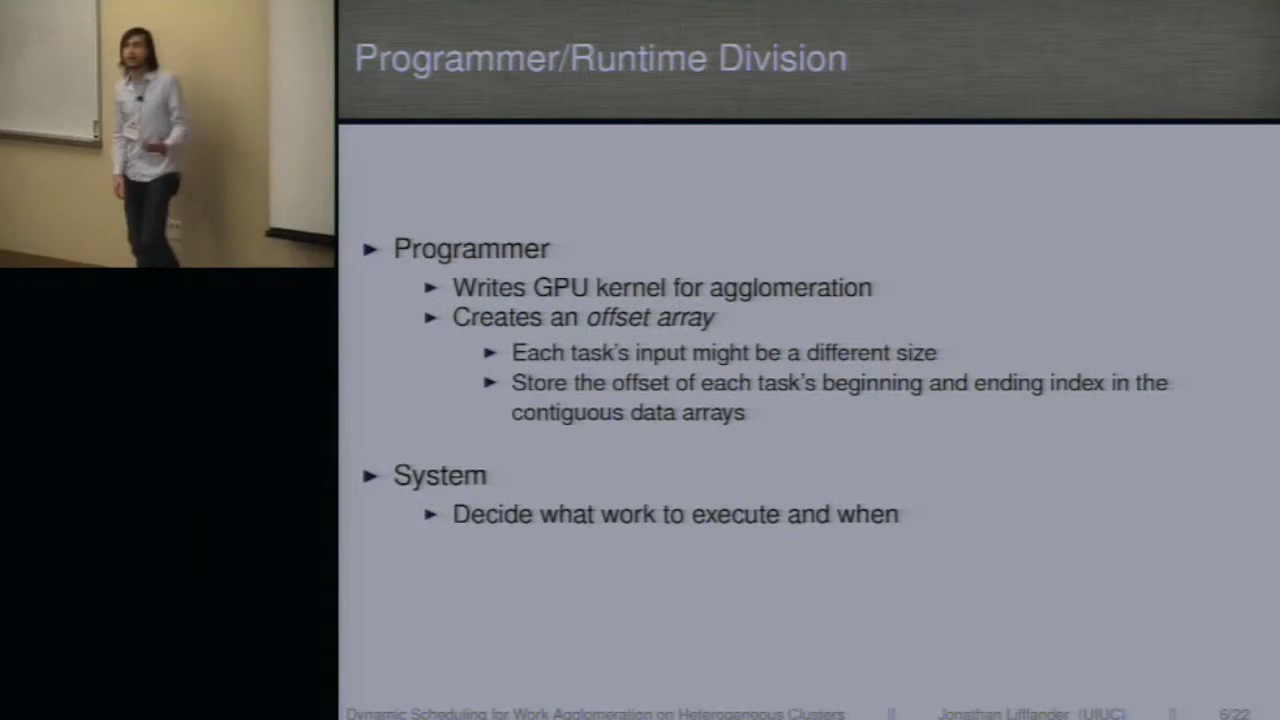 Programmer/Runtime Division
► Programmer
► Writes GPU kernel for agglomeration
► Creates an offset array
► Each task's input might be a different size
► Store the offset of each task's beginning and ending index in the
contiguous data arrays
► System
► Decide what work to execute and when
Dynamic Scheduling for Work Agglomeration on Heterogeneous Clusters || Jonathan Lifflander (UIUC) | 6/22